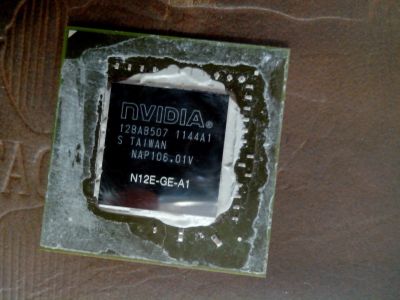 nVIDIA®
128AB507 1144A1
S TAIWAN
NAP106.01V
N12E-GE-A1